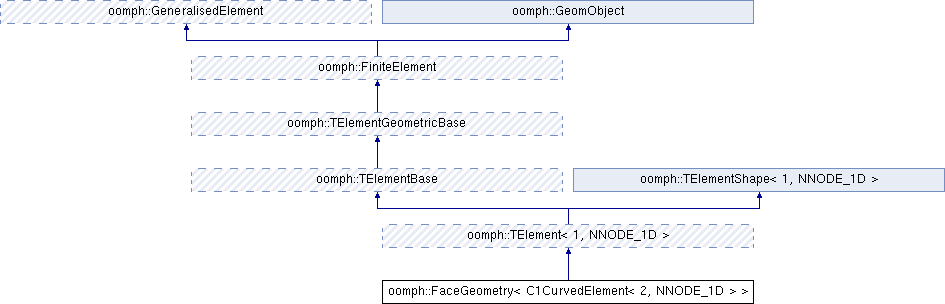 oomph::GeneralisedElement
oomph::GeomObject
oomph::FiniteElement
oomph::TElementGeometricBase
oomph::TElementBase
oomph::TElementShape< 1, NNODE_1D >
oomph::TElement< 1, NNODE_1D >
oomph::FaceGeometry< C1CurvedElement< 2, NNODE_1D > >